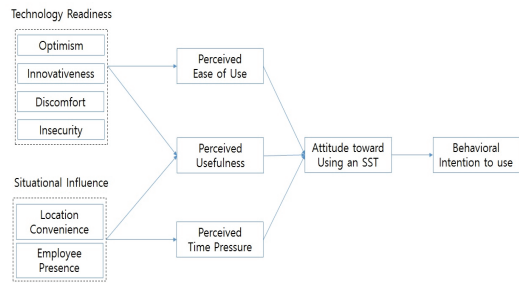 Technology Readiness
Optimism
Innovativeness
Discomfort
Insecurity
Situational Influence
Location
Convenience
Employee
Presence
Perceived
Ease of Use
Perceived
Usefulness
Perceived
Time Pressure
Attitude toward
Using an SST
Behavioral
Intention to use